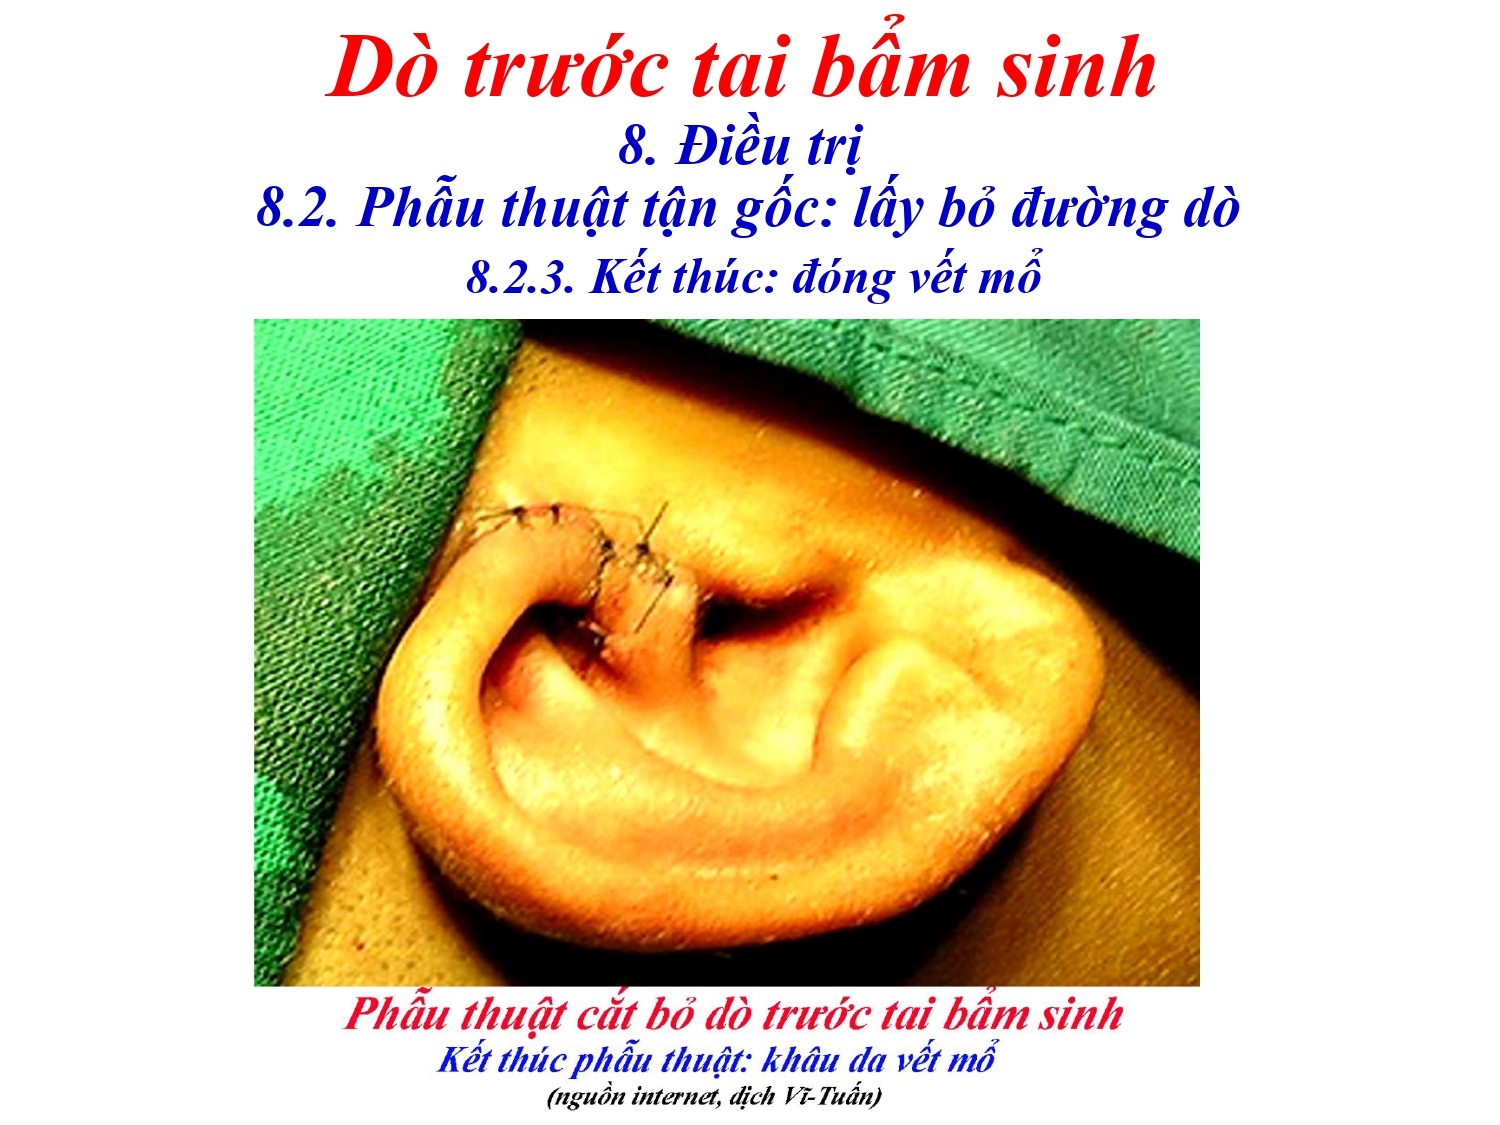 Dò trước tai bẩm sinh
8. Điều trị
8.2. Phẫu thuật tận gốc: lấy bỏ đường dò
8.2.3. Kết thúc: đóng vết mổ
Phẫu thuật cắt bỏ dò trước tai bẩm sinh
Kết thúc phẫu thuật: khâu da vết mổ
(nguồn internet, dịch Vĩ-Tuấn)